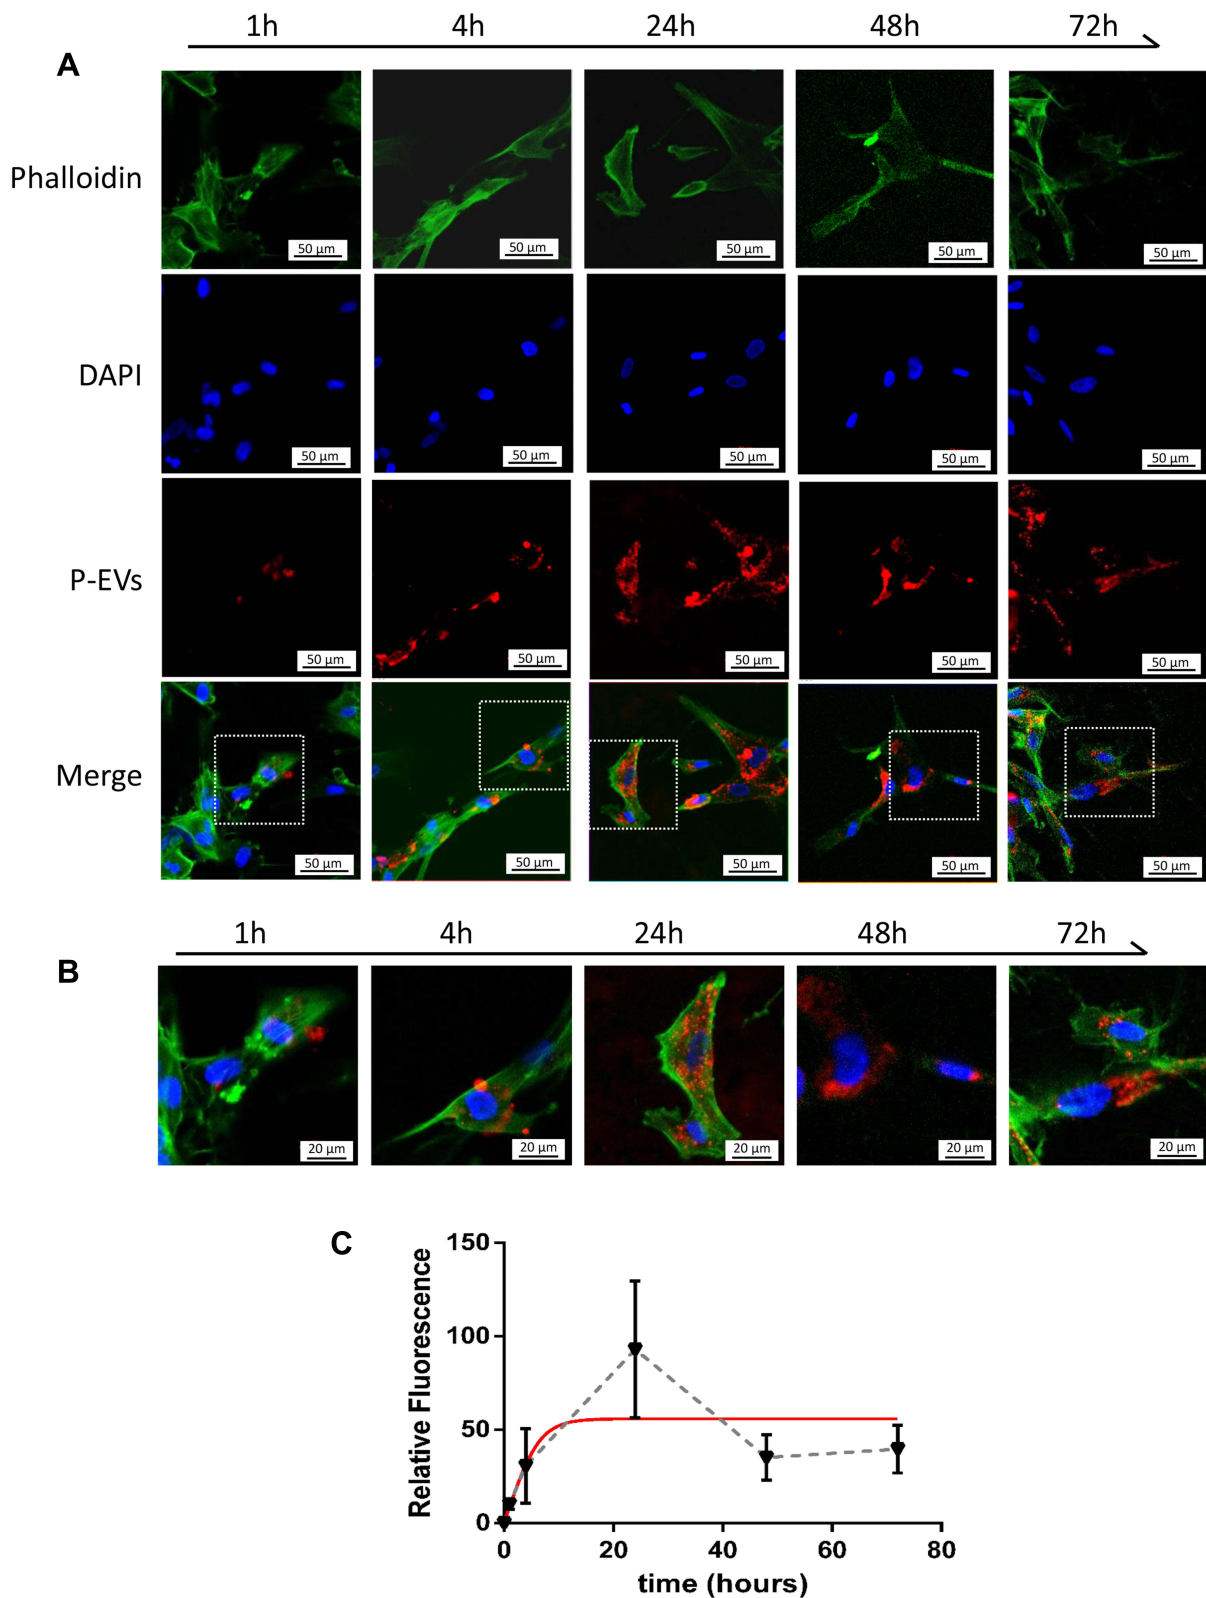 1h 4h 24h 48h 72h
A
Phalloidin
50 µm 50 µm 50 µm 50 µm 50 µm
DAPI
50 µm 50 µm 50 µm 50 µm 50 µm
P-EVs
50 µm 50 µm 50 µm 50 µm 50 µm
Merge
50 µm 50 µm 50 µm 50 µm 50 µm
1h 4h 24h 48h 72h
B
20 µm 20 µm 20 µm 20 µm 20 µm
C
Relative Fluorescence
150
100
50
0
0 20 40 60 80
time (hours)